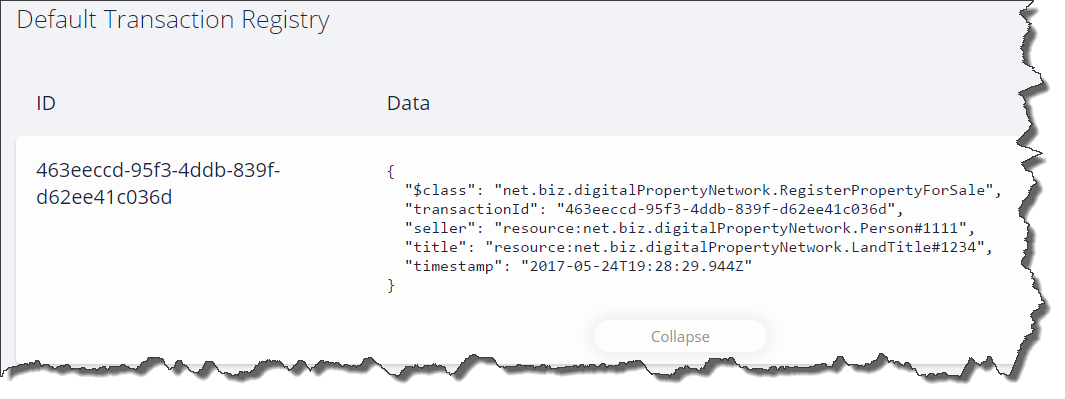 Default Transaction Registry
ID
Data
463eeccd-95f3-4ddb-839f-
d62ee41c036d
{
"$class": "net.biz.digitalPropertyNetwork.RegisterPropertyForSale",
"transactionId": "463eeccd-95f3-4ddb-839f-d62ee41c036d",
"seller": "resource:net.biz.digitalPropertyNetwork.Person#1111",
"title": "resource:net.biz.digitalPropertyNetwork.LandTitle#1234",
"timestamp": "2017-05-24T19:28:29.944Z"
}
Collapse